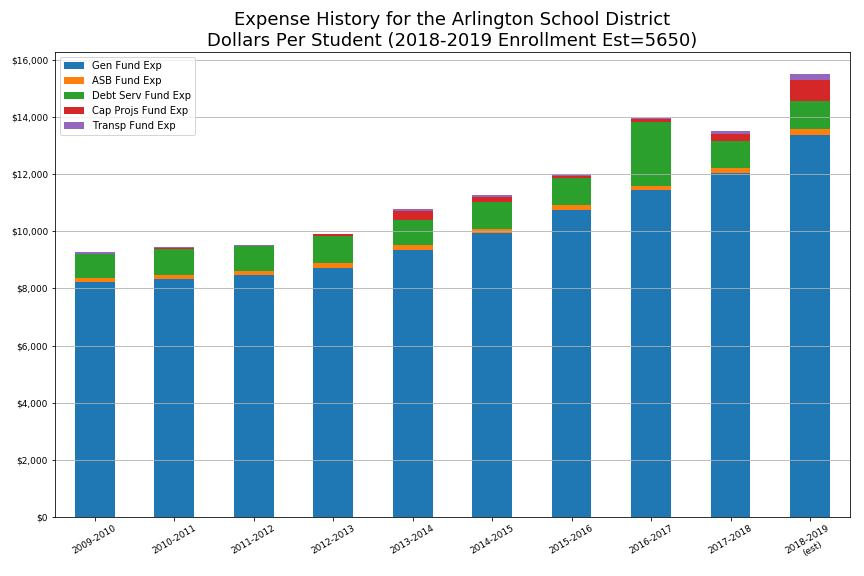 Expense History for the Arlington School District
Dollars Per Student (2018-2019 Enrollment Est=5650)
$16,000
$14,000
$12,000
$10,000
$8,000
$6,000
$4,000
$2,000
$0
Gen Fund Exp
ASB Fund Exp
Debt Serv Fund Exp
Cap Projs Fund Exp
Transp Fund Exp
2009-2010
2010-2011
2011-2012
2012-2013
2013-2014
2014-2015
2015-2016
2016-2017
2017-2018
2018-2019
(est)